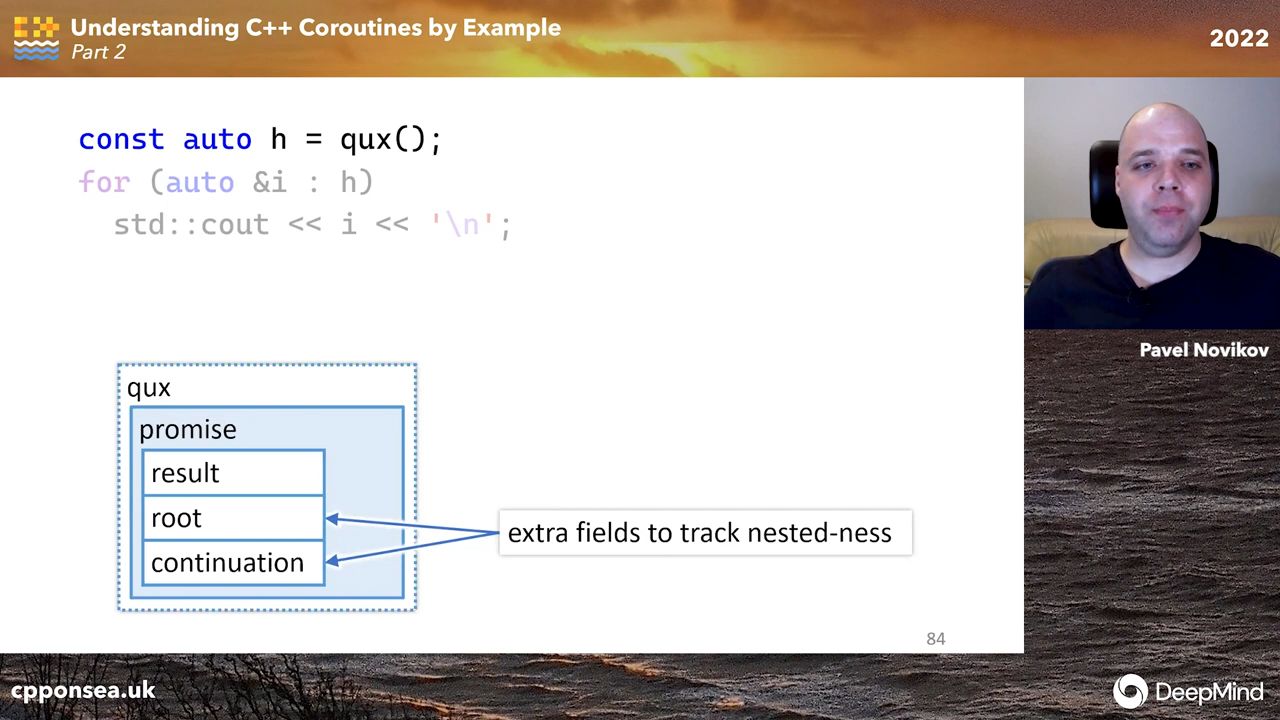 Understanding C++ Coroutines by Example
Part 2
2022
const auto h = qux();
for (auto &i : h)
std::cout << i << '\n';
qux
promise
result
root
continuation
extra fields to track nested-ness
84
Pavel Novikov
cpponsea.uk
DeepMind